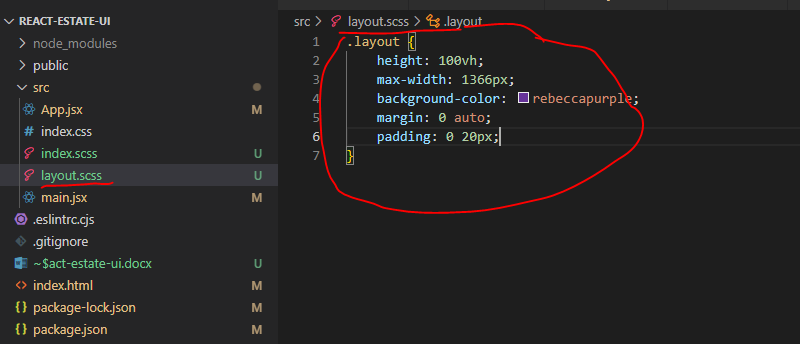 REACT-ESTATE-UI
node_modules
public
src
App.jsx M
index.css
index.scss U
layout.scss U
main.jsx M
.eslintrc.cjs
.gitignore
~$act-estate-ui.docx U
index.html M
package-lock.json M
package.json M
src > layout.scss > .layout
1 .layout {
2 height: 100vh;
3 max-width: 1366px;
4 background-color: rebeccapurple;
5 margin: 0 auto;
6 padding: 0 20px;
7 }